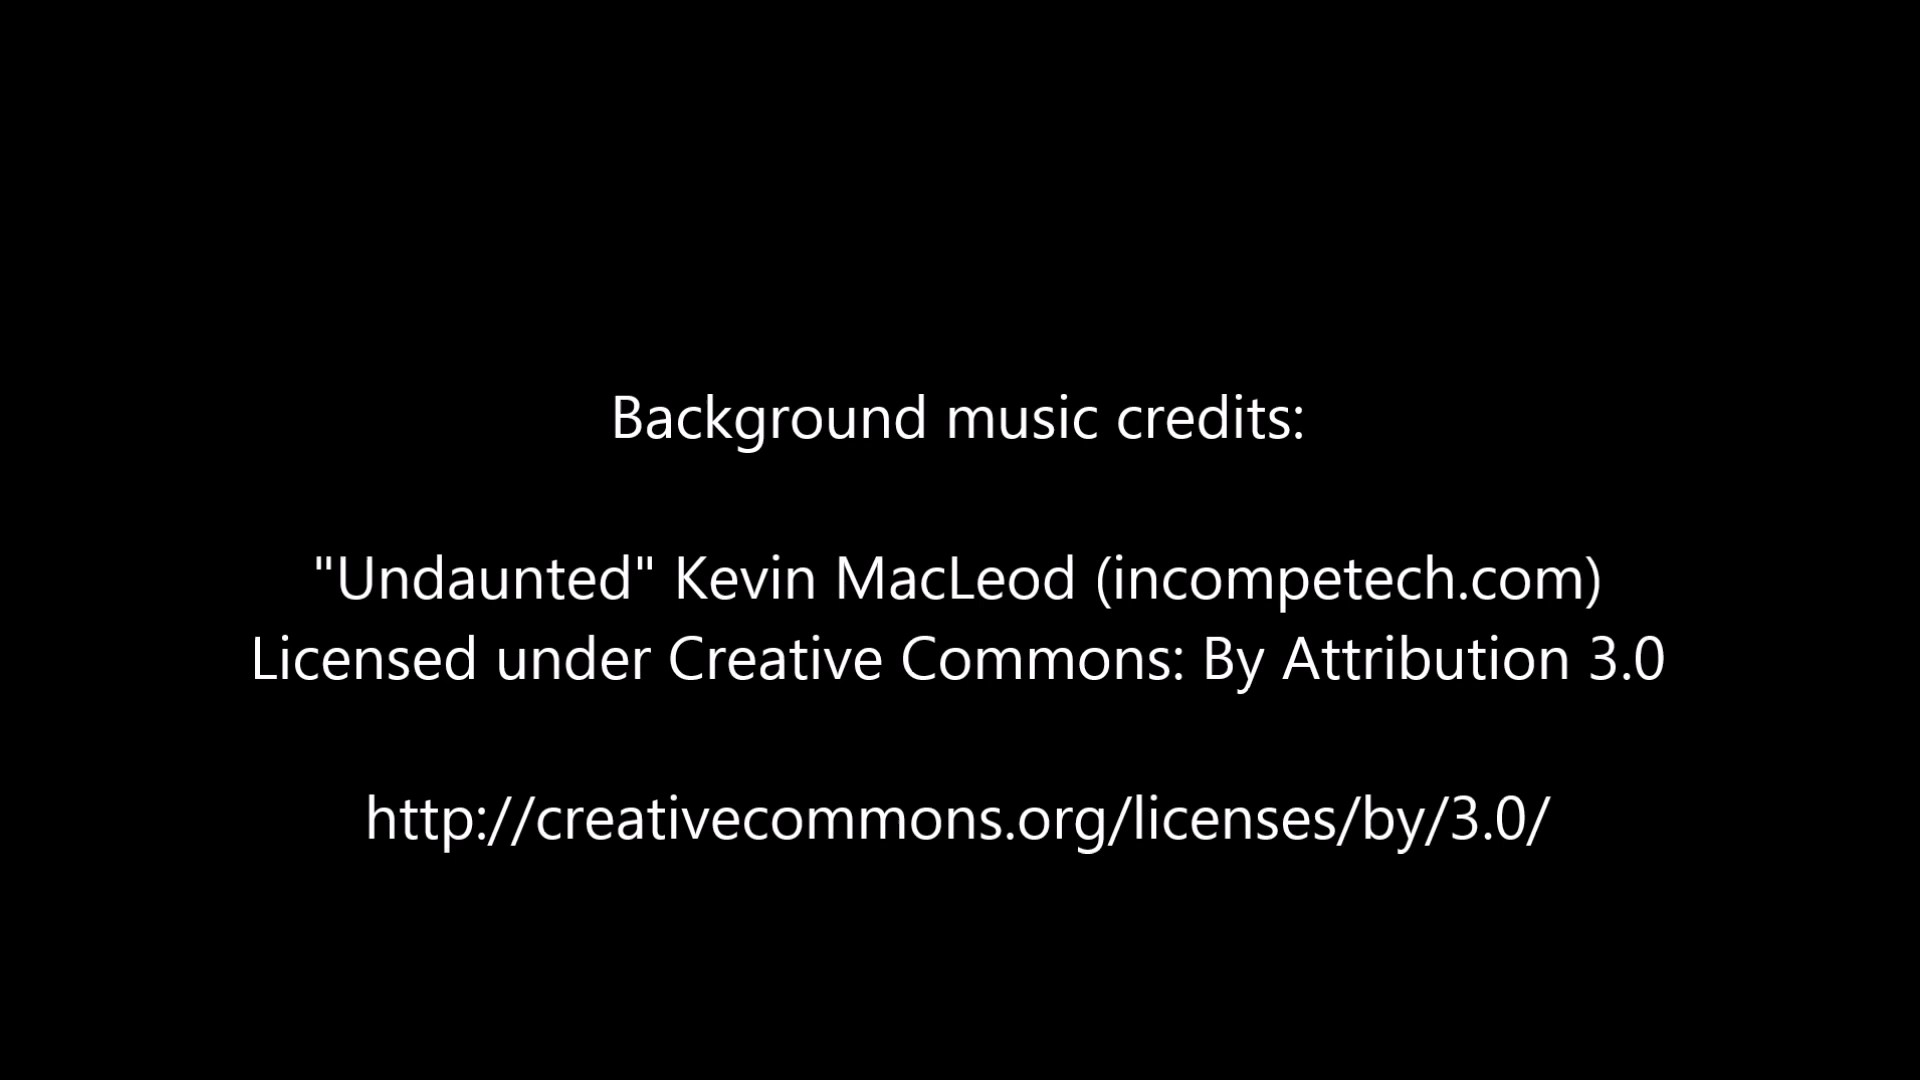 Background music credits:
"Undaunted" Kevin MacLeod (incompetech.com)
Licensed under Creative Commons: By Attribution 3.0
http://creativecommons.org/licenses/by/3.0/